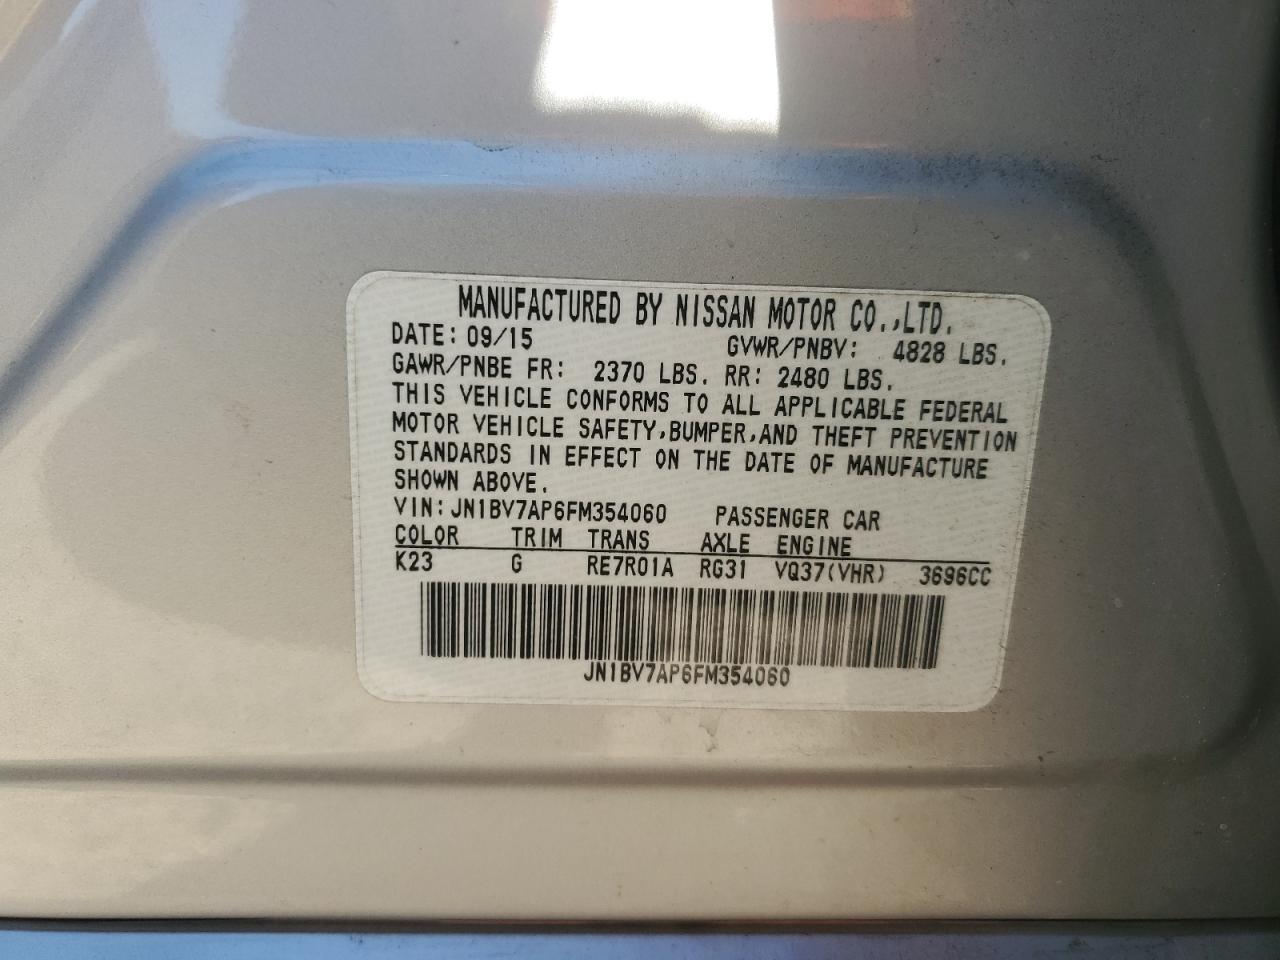 MANUFACTURED BY NISSAN MOTOR CO.,LTD.
DATE: 09/15 GVWR/PNBV: 4828 LBS.
GAWR/PNBE FR: 2370 LBS. RR: 2480 LBS.
THIS VEHICLE CONFORMS TO ALL APPLICABLE FEDERAL
MOTOR VEHICLE SAFETY,BUMPER,AND THEFT PREVENTION
STANDARDS IN EFFECT ON THE DATE OF MANUFACTURE
SHOWN ABOVE.
VIN: JN1BV7AP6FM354060 PASSENGER CAR
COLOR TRIM TRANS AXLE ENGINE
K23 G RE7R01A RG31 VQ37(VHR) 3696CC
JN1BV7AP6FM354060